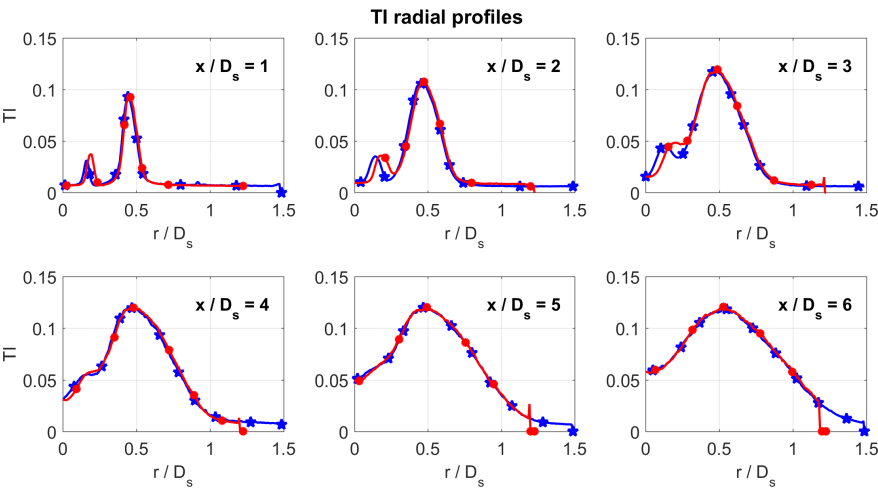 TI radial profiles
x / Ds = 1
x / Ds = 2
x / Ds = 3
0.15
0.1
0.05
0
TI
0 0.5 1 1.5
r / Ds
0.15
0.1
0.05
0
0 0.5 1 1.5
r / Ds
0.15
0.1
0.05
0
0 0.5 1 1.5
r / Ds
x / Ds = 4
x / Ds = 5
x / Ds = 6
0.15
0.1
0.05
0
TI
0 0.5 1 1.5
r / Ds
0.15
0.1
0.05
0
0 0.5 1 1.5
r / Ds
0.15
0.1
0.05
0
0 0.5 1 1.5
r / Ds